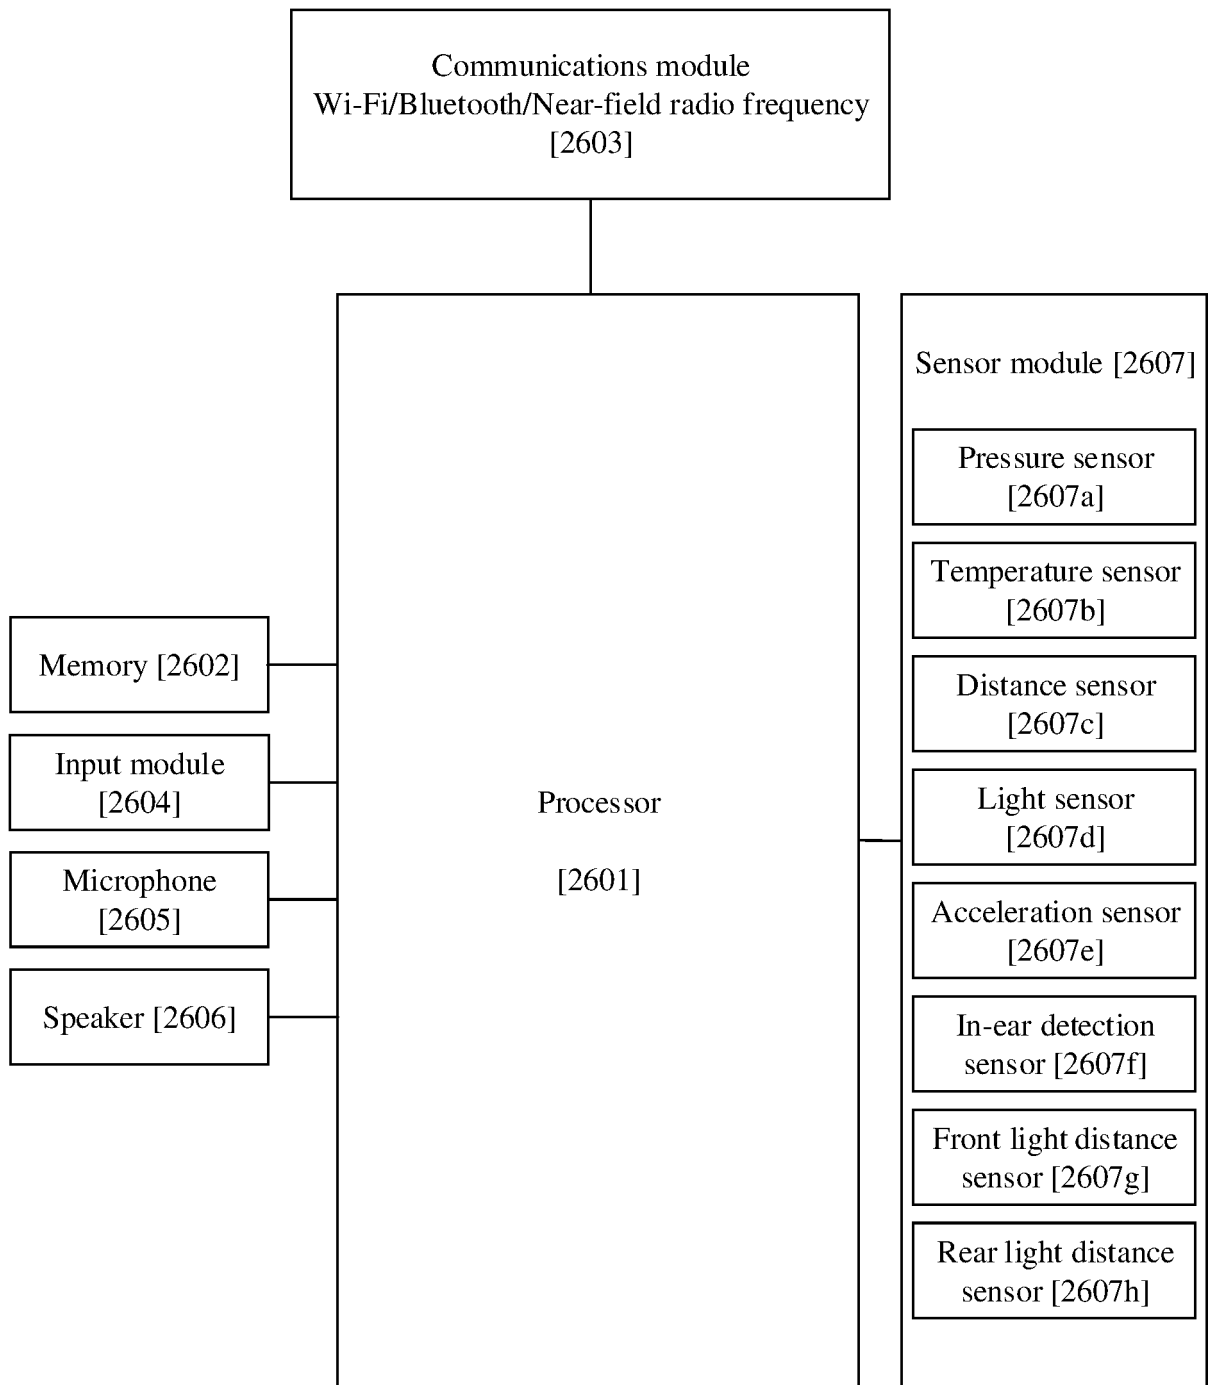 Communications module
Wi-Fi/Bluetooth/Near-field radio frequency
[2603]
Memory [2602]
Input module
[2604]
Microphone
[2605]
Speaker [2606]
Processor
[2601]
Sensor module [2607]
Pressure sensor
[2607a]
Temperature sensor
[2607b]
Distance sensor
[2607c]
Light sensor
[2607d]
Acceleration sensor
[2607e]
In-ear detection
sensor [2607f]
Front light distance
sensor [2607g]
Rear light distance
sensor [2607h]